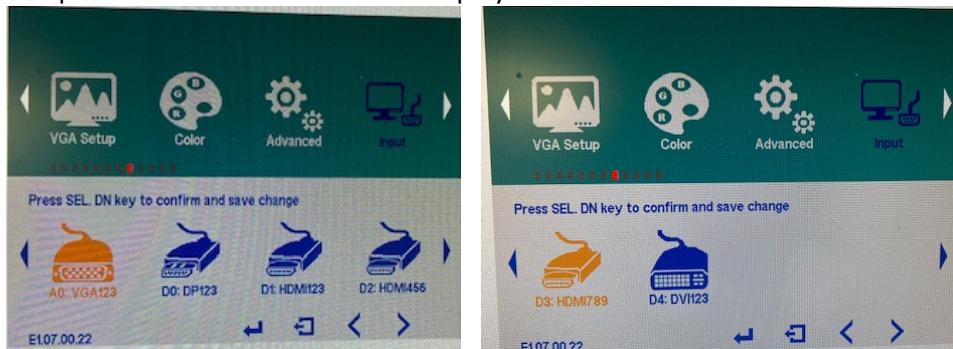 VGA Setup Color Advanced Input
Press SEL. DN key to confirm and save change
A0: VGA123 D0: DP123 D1: HDMI123 D2: HDMI456
E1.07.00.22
VGA Setup Color Advanced Input
Press SEL. DN key to confirm and save change
D3: HDMI789 D4: DVI123
E1.07.00.22